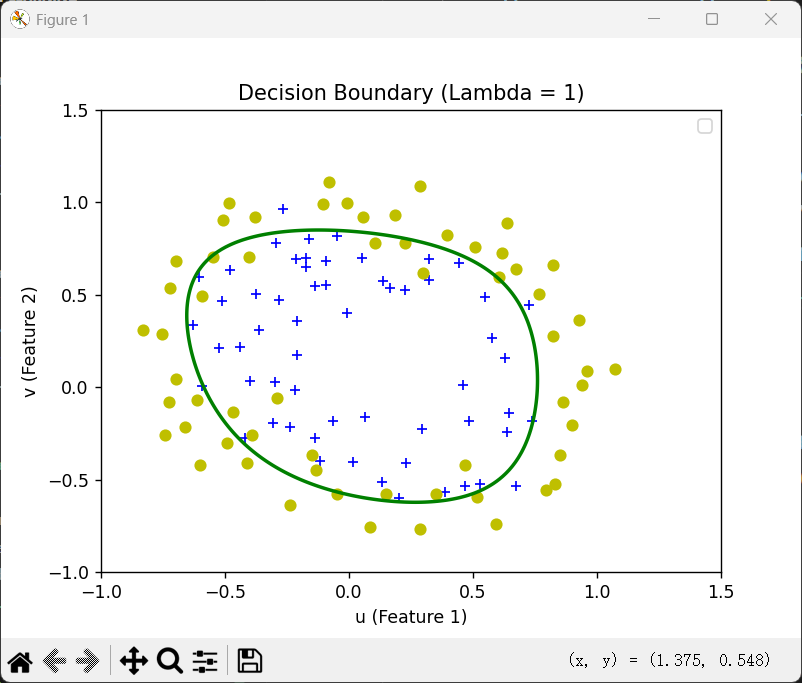 Figure 1
Decision Boundary (Lambda = 1)
1.5
1.0
0.5
0.0
−0.5
−1.0
v (Feature 2)
−1.0 −0.5 0.0 0.5 1.0 1.5
u (Feature 1)
(x, y) = (1.375, 0.548)